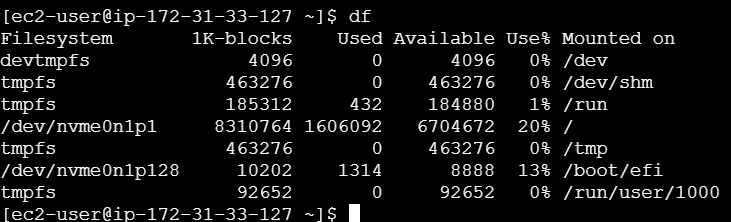 [ec2-user@ip-172-31-33-127 ~]$ df
Filesystem     1K-blocks    Used Available Use% Mounted on
devtmpfs            4096       0      4096   0% /dev
tmpfs             463276       0    463276   0% /dev/shm
tmpfs             185312     432    184880   1% /run
/dev/nvme0n1p1   8310764 1606092   6704672  20% /
tmpfs             463276       0    463276   0% /tmp
/dev/nvme0n1p128   10202    1314      8888  13% /boot/efi
tmpfs              92652       0     92652   0% /run/user/1000
[ec2-user@ip-172-31-33-127 ~]$